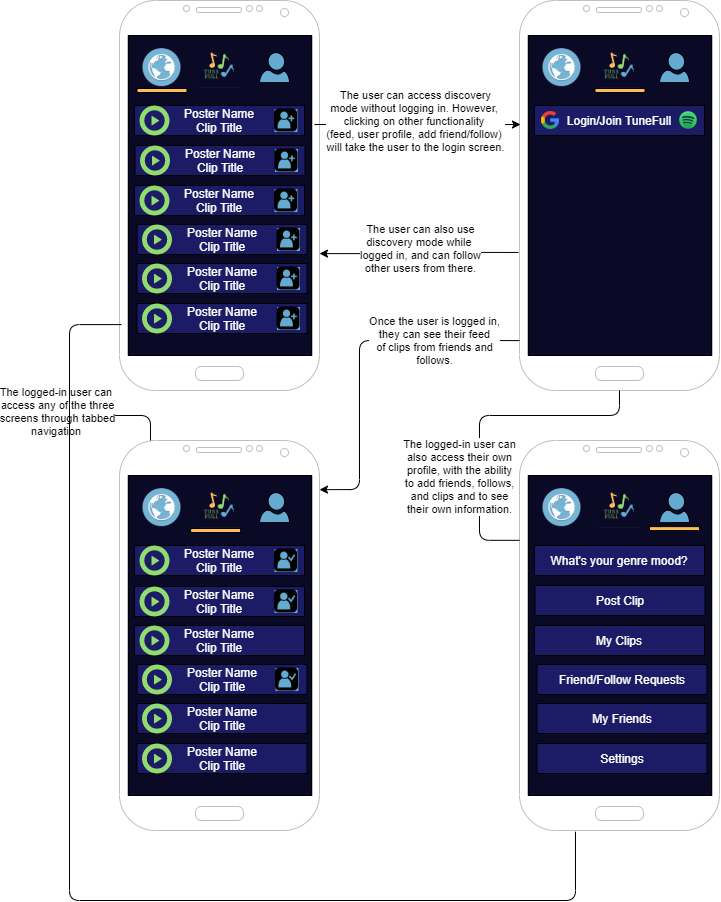 TUNE
FULL
Poster Name
Clip Title
Poster Name
Clip Title
Poster Name
Clip Title
Poster Name
Clip Title
Poster Name
Clip Title
Poster Name
Clip Title
The user can access discovery
mode without logging in. However,
clicking on other functionality
(feed, user profile, add friend/follow)
will take the user to the login screen.
TUNE
FULL
Login/Join TuneFull
The user can also use
discovery mode while
logged in, and can follow
other users from there.
Once the user is logged in,
they can see their feed
of clips from friends and
follows.
The logged-in user can
access any of the three
screens through tabbed
navigation
TUNE
FULL
Poster Name
Clip Title
Poster Name
Clip Title
Poster Name
Clip Title
Poster Name
Clip Title
Poster Name
Clip Title
Poster Name
Clip Title
The logged-in user can
also access their own
profile, with the ability
to add friends, follows,
and clips and to see
their own information.
TUNE
FULL
What's your genre mood?
Post Clip
My Clips
Friend/Follow Requests
My Friends
Settings